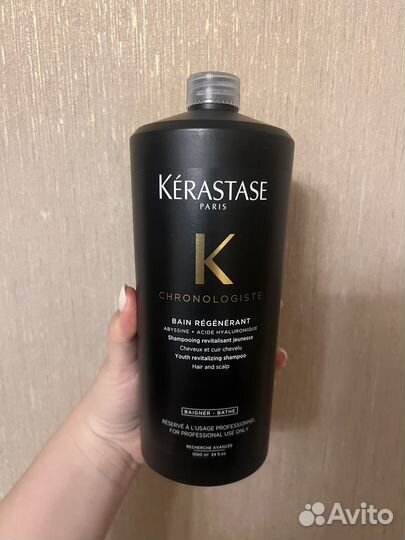 KÉRASTASE
PARIS
K
CHRONOLOGISTE
BAIN RÉGÉNÉRANT
ABYSSINE + ACIDE HYALURONIQUE
Shampooing revitalisant jeunesse
Cheveux et cuir chevelu
Youth revitalizing shampoo
Hair and scalp
BAIGNER - BATHE
RÉSERVÉ À L'USAGE PROFESSIONNEL
FOR PROFESSIONAL USE ONLY
RECHERCHE AVANCÉE
1000 ml 34 fl oz
Avito